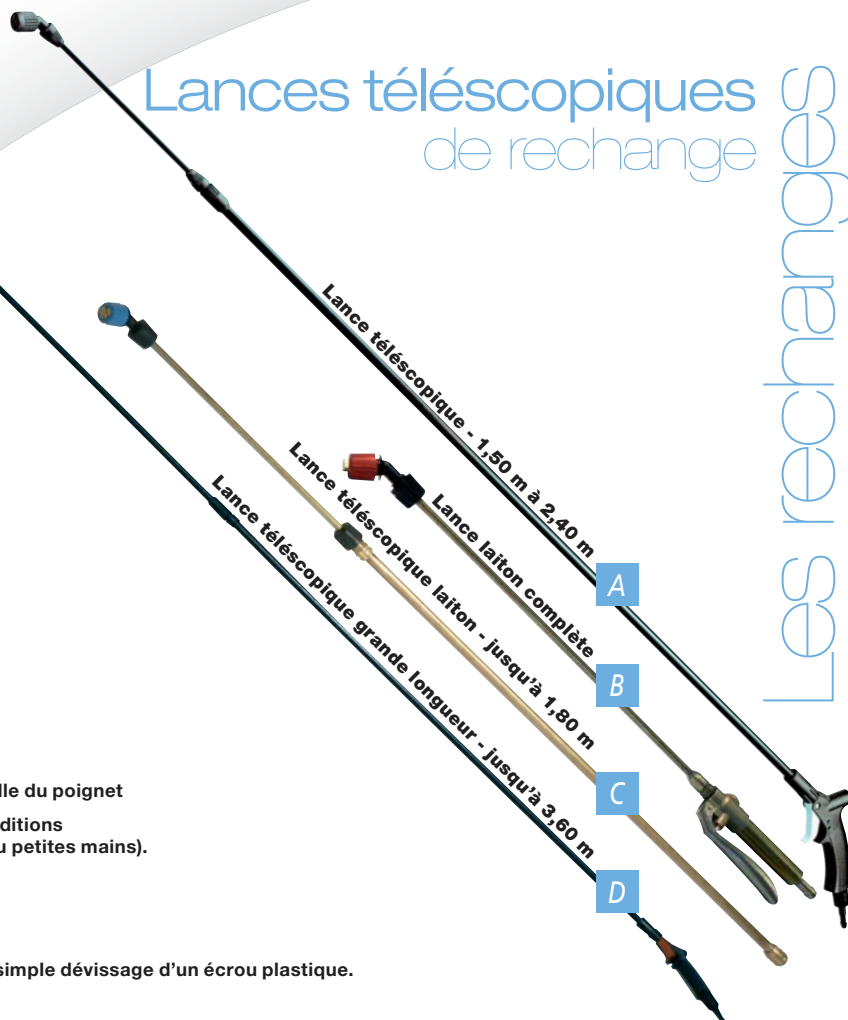 Lances téléscopiques
de rechange
Les rechanges
Lance téléscopique - 1,50 m à 2,40 m
A
Lance laiton complète
B
Lance téléscopique laiton - jusqu'à 1,80 m
C
Lance téléscopique grande longueur - jusqu'à 3,60 m
D
lle du poignet
ditions
u petites mains).
simple dévissage d'un écrou plastique.